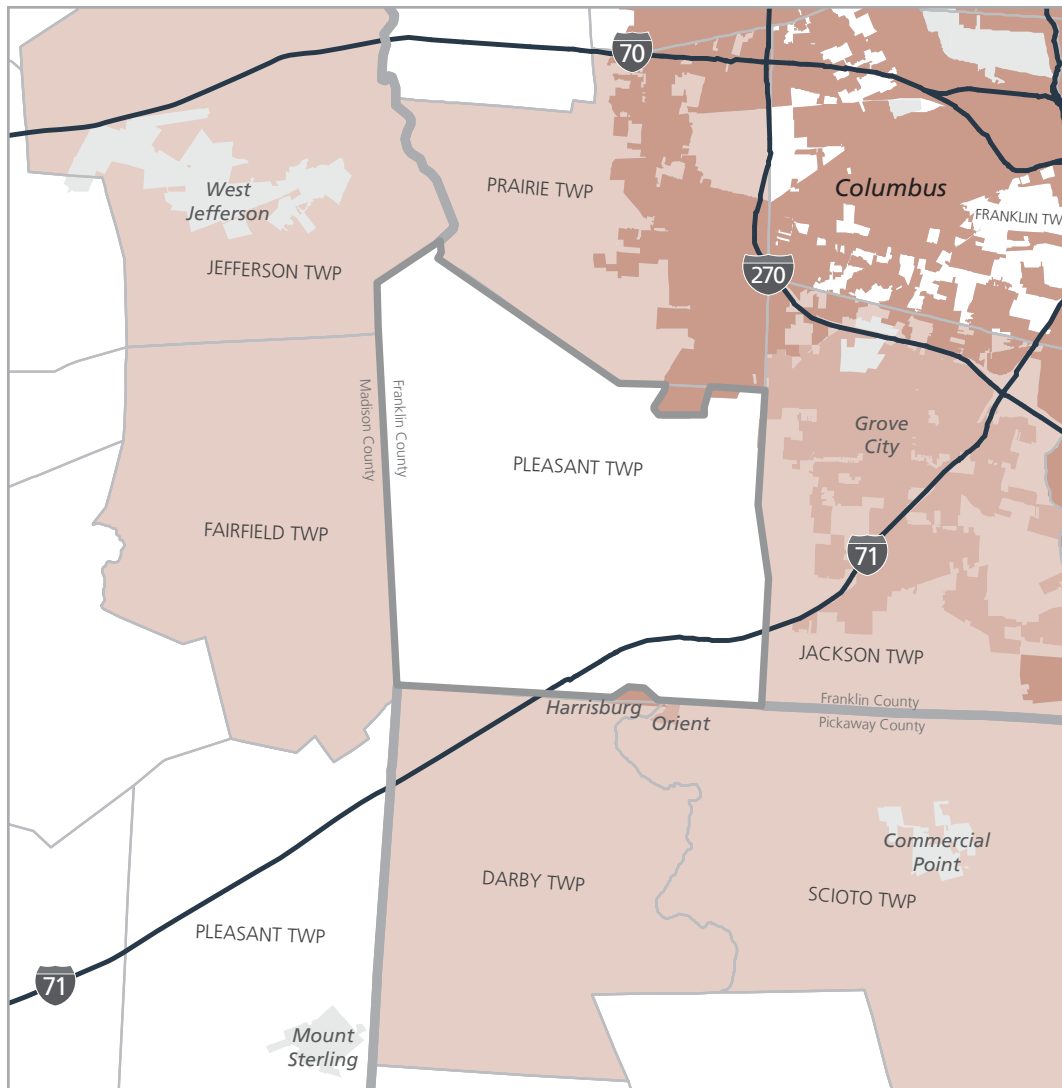 70
PRAIRIE TWP
Columbus
West
Jefferson
FRANKLIN TW
JEFFERSON TWP
270
Madison County
Franklin County
Grove
City
PLEASANT TWP
FAIRFIELD TWP
71
JACKSON TWP
Franklin County
Harrisburg
Orient
Pickaway County
Commercial
Point
DARBY TWP
SCIOTO TWP
PLEASANT TWP
71
Mount
Sterling